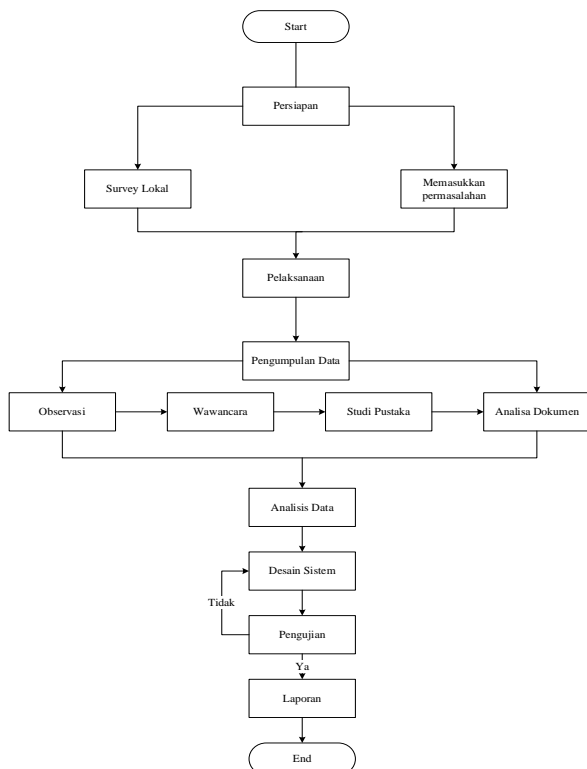 Start
Persiapan
Survey Lokal
Memasukkan
permasalahan
Pelaksanaan
Pengumpulan Data
Observasi
Wawancara
Studi Pustaka
Analisa Dokumen
Analisis Data
Desain Sistem
Tidak
Pengujian
Ya
Laporan
End